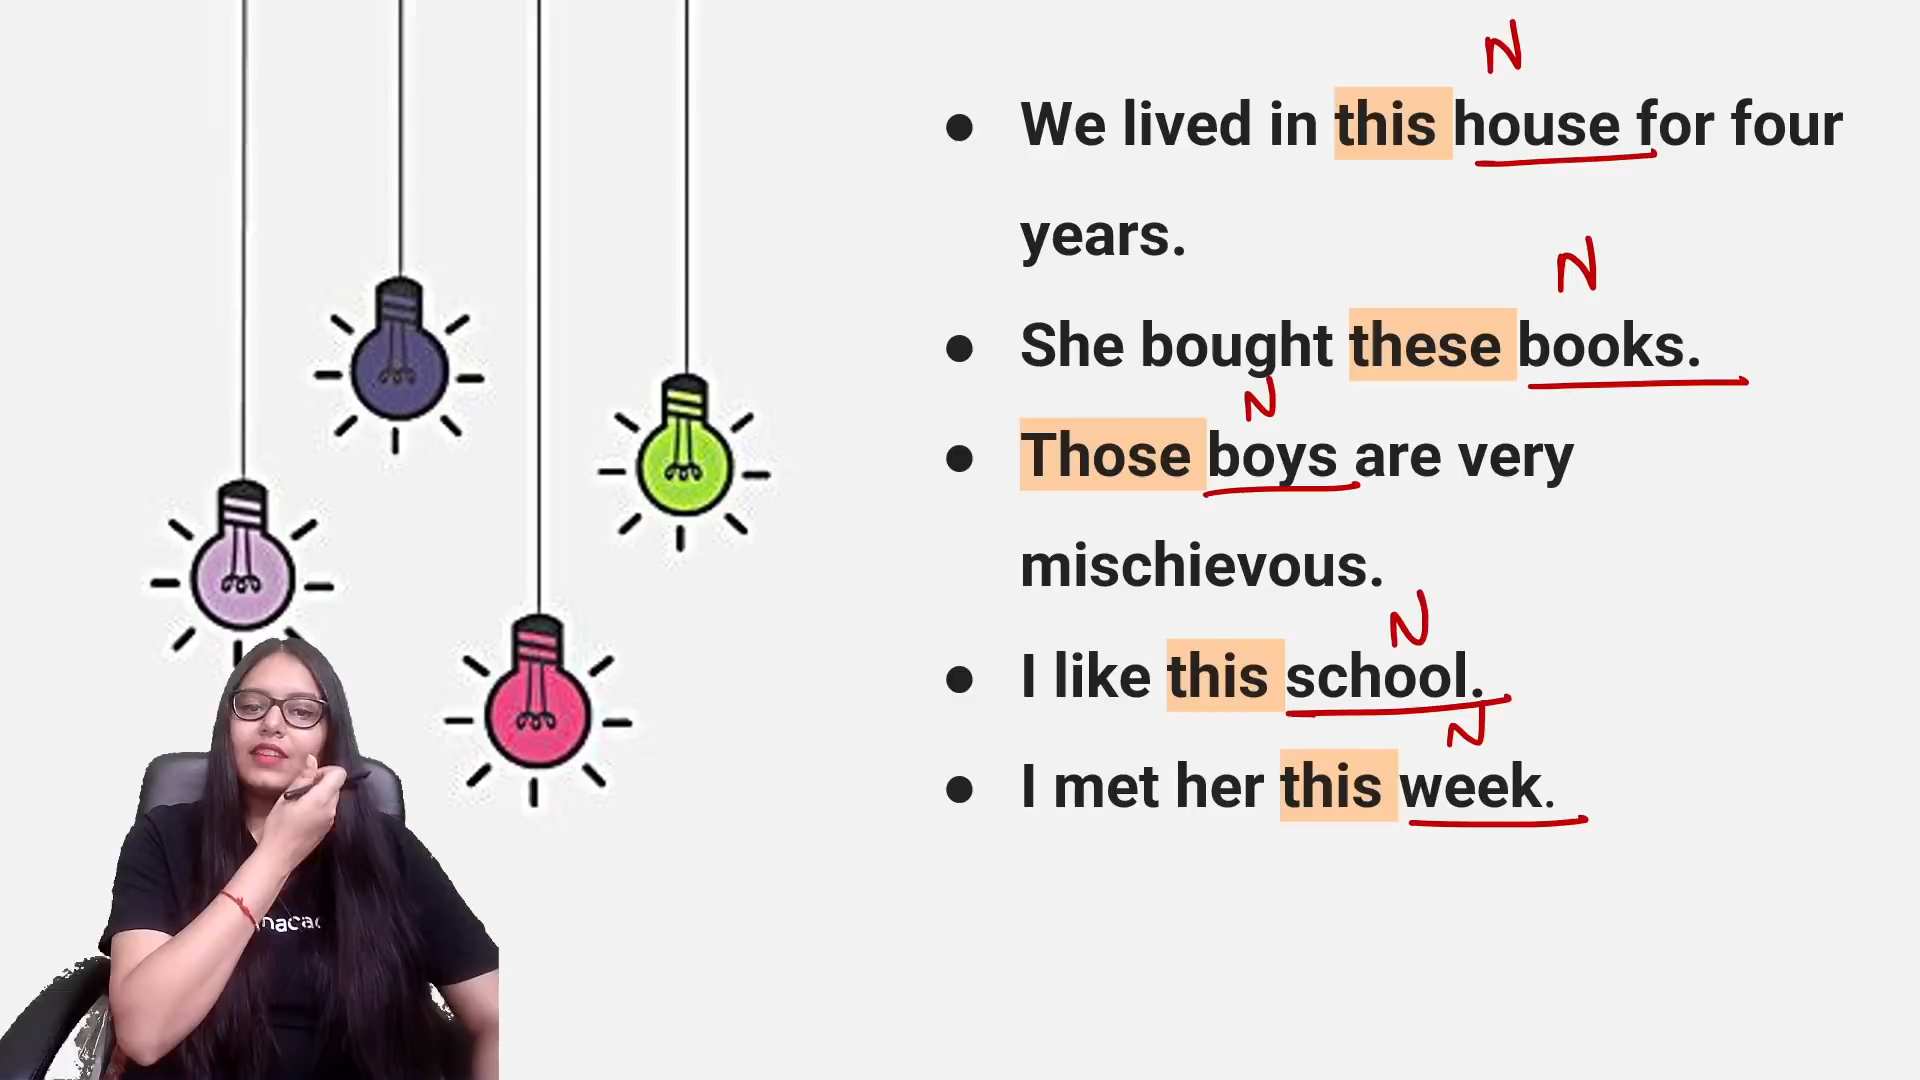 N
● We lived in this house for four
years.
N
● She bought these books.
N
● Those boys are very
mischievous.
N
● I like this school.
N
● I met her this week.